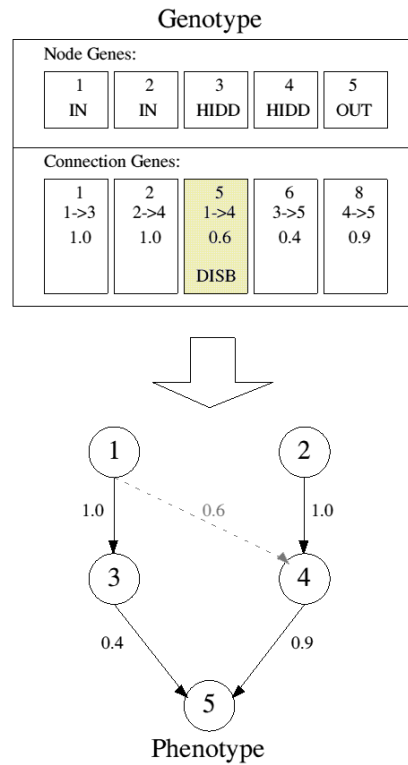 Genotype
Node Genes:
1 2 3 4 5
IN IN HIDD HIDD OUT
Connection Genes:
1 2 5 6 8
1->3 2->4 1->4 3->5 4->5
1.0 1.0 0.6 0.4 0.9
DISB
1 2
1.0 0.6 1.0
3 4
0.4 0.9
5
Phenotype